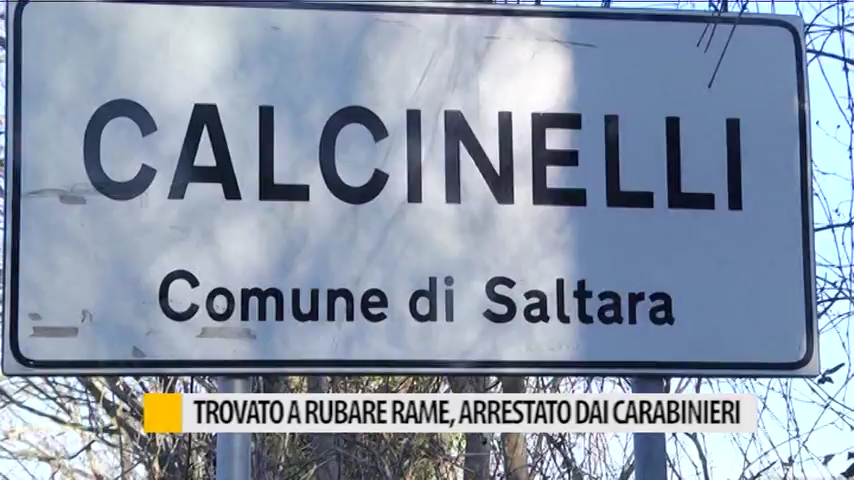 CALCINELLI
Comune di Saltara
TROVATO A RUBARE RAME, ARRESTATO DAI CARABINIERI